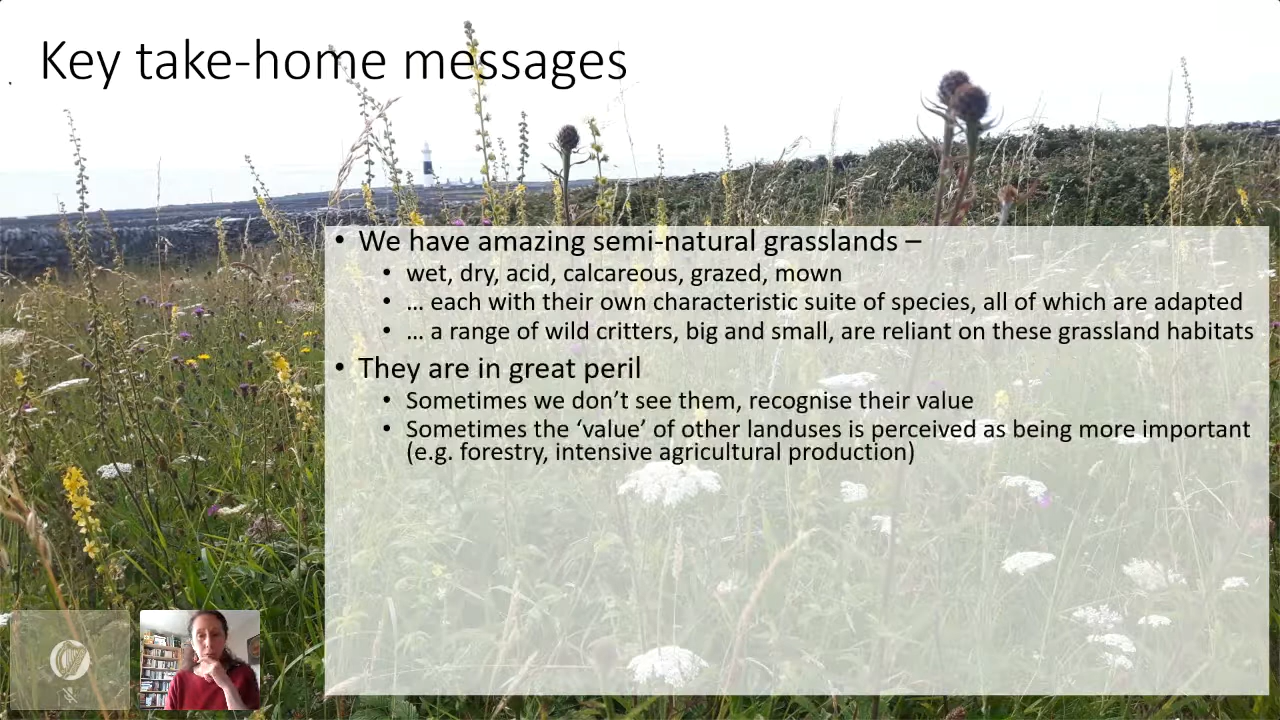 Key take-home messages
• We have amazing semi-natural grasslands –
• wet, dry, acid, calcareous, grazed, mown
• … each with their own characteristic suite of species, all of which are adapted
• … a range of wild critters, big and small, are reliant on these grassland habitats
• They are in great peril
• Sometimes we don’t see them, recognise their value
• Sometimes the ‘value’ of other landuses is perceived as being more important
(e.g. forestry, intensive agricultural production)